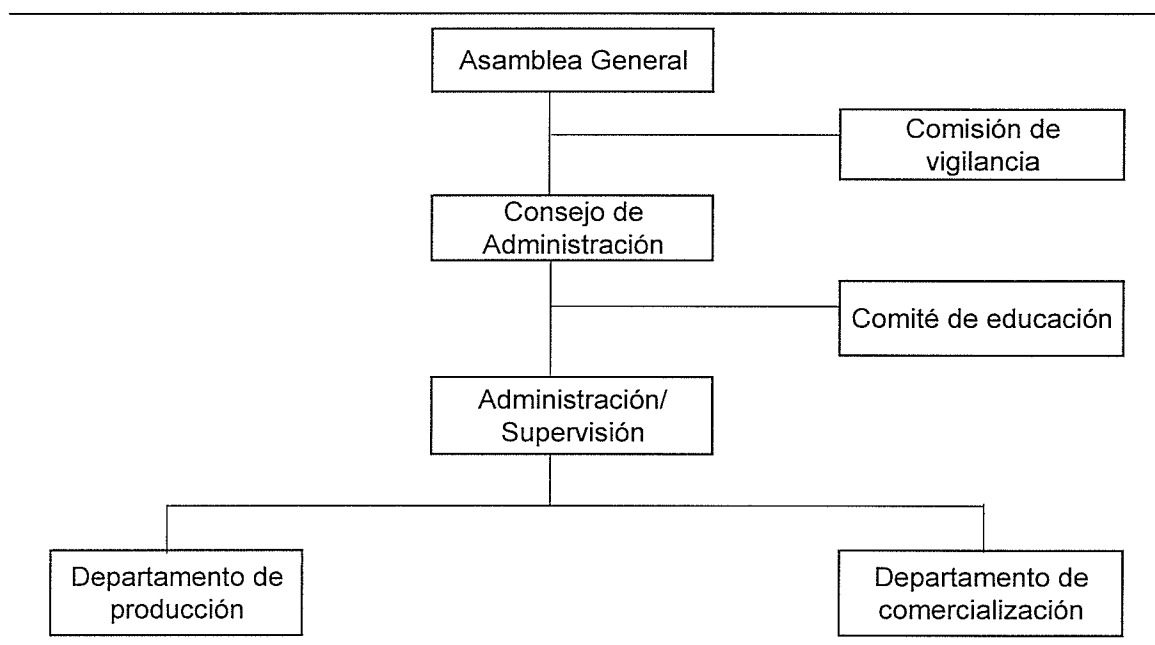 Asamblea General
Comisión de
vigilancia
Consejo de
Administración
Comité de educación
Administración/
Supervisión
Departamento de
producción
Departamento de
comercialización